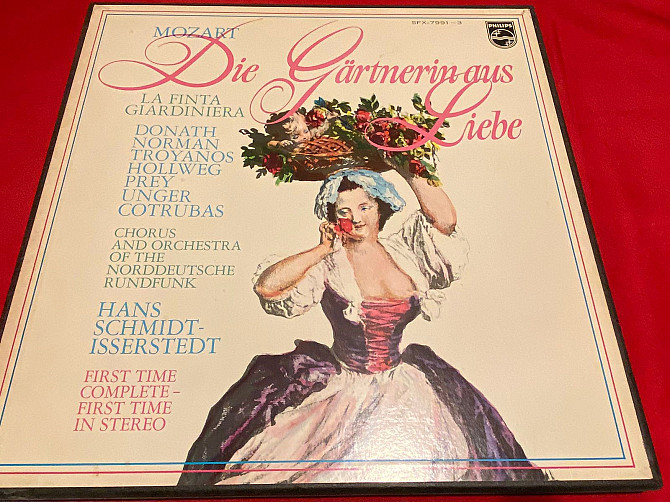 SFX-7991~3
PHILIPS
MOZART
Die Gärtnerin aus
Liebe
LA FINTA
GIARDINIERA
DONATH
NORMAN
TROYANOS
HOLLWEG
PREY
UNGER
COTRUBAS
CHORUS
AND ORCHESTRA
OF THE
NORDDEUTSCHE
RUNDFUNK
HANS
SCHMIDT-
ISSERSTEDT
FIRST TIME
COMPLETE –
FIRST TIME
IN STEREO